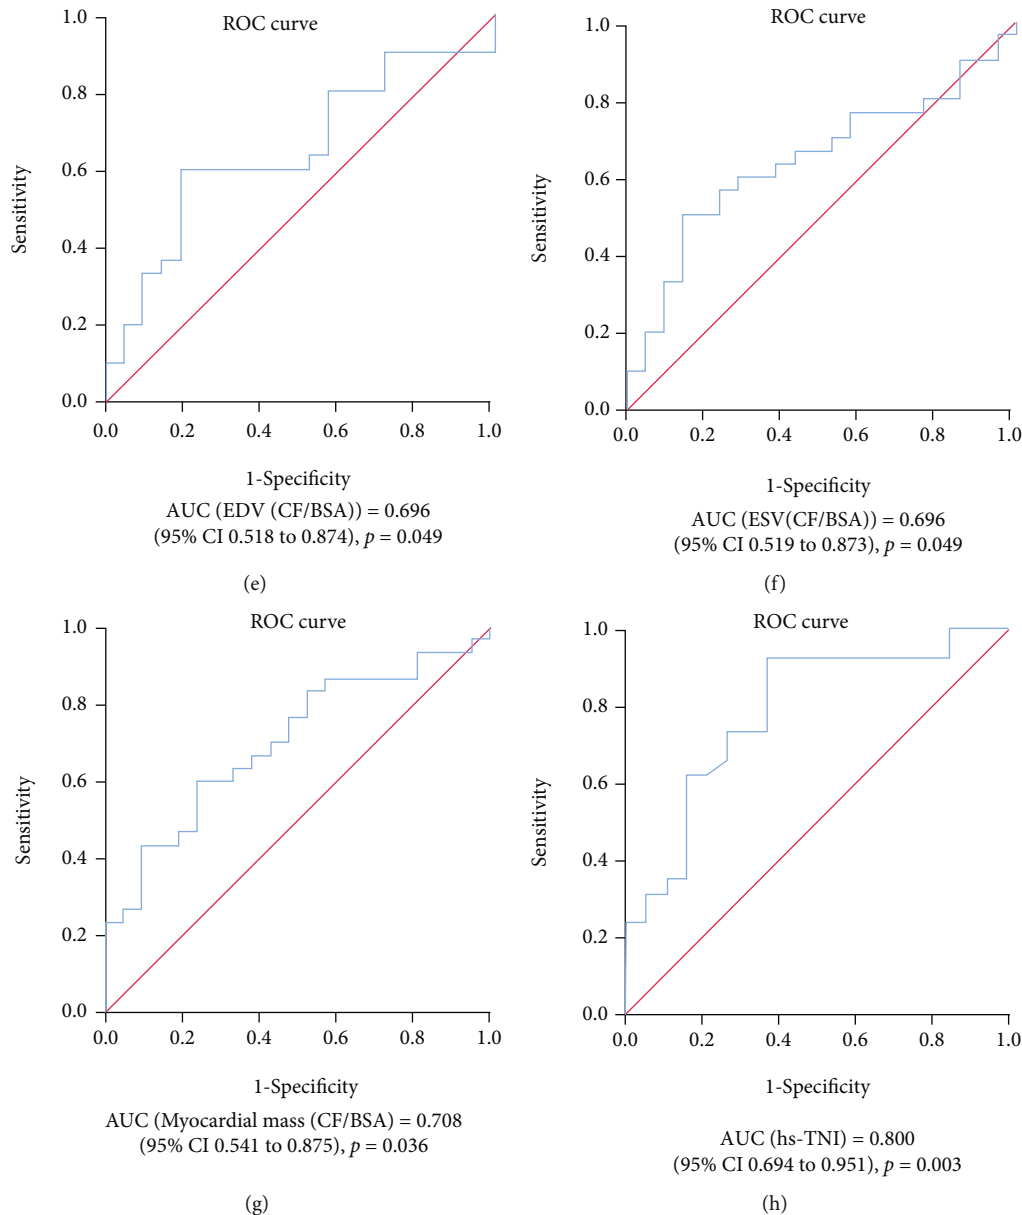 ROC curve
1.0
0.8
0.6
0.4
0.2
0.0
Sensitivity
0.0 0.2 0.4 0.6 0.8 1.0
1-Specificity
AUC (EDV (CF/BSA)) = 0.696
(95% CI 0.518 to 0.874), p = 0.049
(e)
ROC curve
1.0
0.8
0.6
0.4
0.2
0.0
Sensitivity
0.0 0.2 0.4 0.6 0.8 1.0
1-Specificity
AUC (ESV(CF/BSA)) = 0.696
(95% CI 0.519 to 0.873), p = 0.049
(f)
ROC curve
1.0
0.8
0.6
0.4
0.2
0.0
Sensitivity
0.0 0.2 0.4 0.6 0.8 1.0
1-Specificity
AUC (Myocardial mass (CF/BSA) = 0.708
(95% CI 0.541 to 0.875), p = 0.036
(g)
ROC curve
1.0
0.8
0.6
0.4
0.2
0.0
Sensitivity
0.0 0.2 0.4 0.6 0.8 1.0
1-Specificity
AUC (hs-TNI) = 0.800
(95% CI 0.694 to 0.951), p = 0.003
(h)